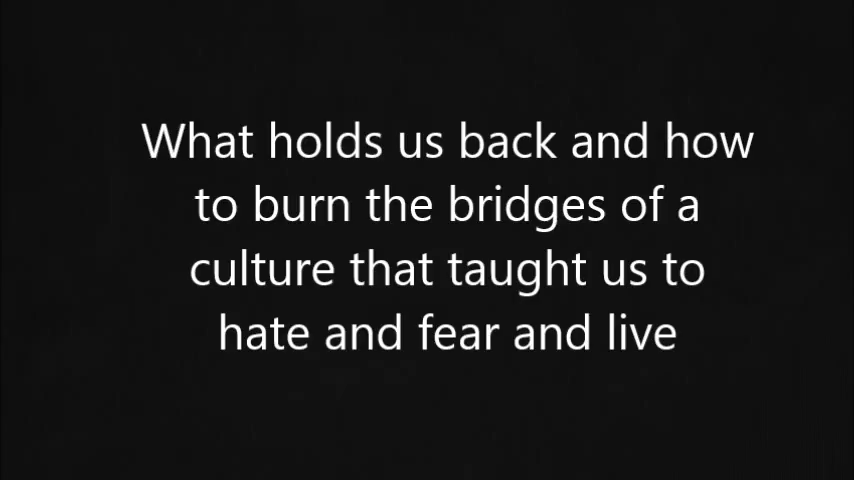 What holds us back and how
to burn the bridges of a
culture that taught us to
hate and fear and live